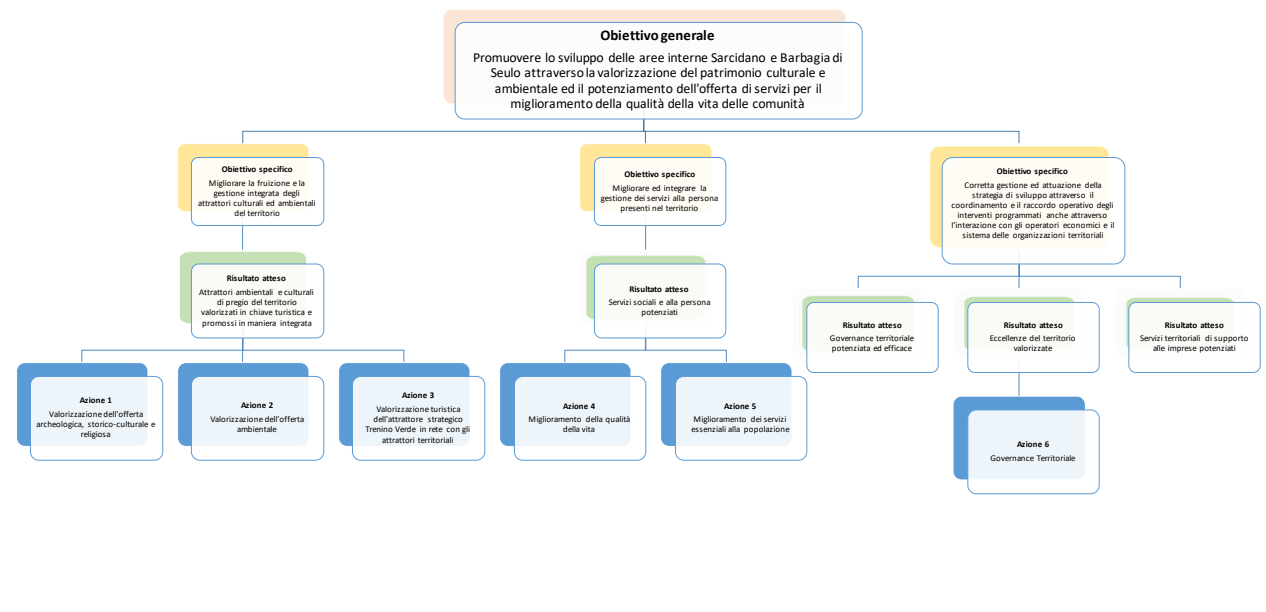 Obiettivo generale
Promuovere lo sviluppo delle aree interne Sarcidano e Barbagia di
Seulo attraverso la valorizzazione del patrimonio culturale e
ambientale ed il potenziamento dell'offerta di servizi per il
miglioramento della qualità della vita delle comunità
Obiettivo specifico
Migliorare la fruizione e la
gestione integrata degli
attrattori culturali ed ambientali
del territorio
Obiettivo specifico
Migliorare ed integrare la
gestione dei servizi alla persona
presenti nel territorio
Obiettivo specifico
Corretta gestione ed attuazione della
strategia di sviluppo attraverso il
coordinamento e il raccordo operativo degli
interventi programmati anche attraverso
l'interazione con gli operatori economici e il
sistema delle organizzazioni territoriali
Risultato atteso
Attrattori ambientali e culturali
di pregio del territorio
valorizzati in chiave turistica e
promossi in maniera integrata
Risultato atteso
Servizi sociali e alla persona
potenziati
Risultato atteso
Governance territoriale
potenziata ed efficace
Risultato atteso
Eccellenze del territorio
valorizzate
Risultato atteso
Servizi territoriali di supporto
alle imprese potenziati
Azione 1
Valorizzazione dell'offerta
archeologica, storico-culturale e
religiosa
Azione 2
Valorizzazione dell'offerta
ambientale
Azione 3
Valorizzazione turistica
dell'attrattore strategico
Trenino Verde in rete con gli
attrattori territoriali
Azione 4
Miglioramento della qualità
della vita
Azione 5
Miglioramento dei servizi
essenziali alla popolazione
Azione 6
Governance Territoriale